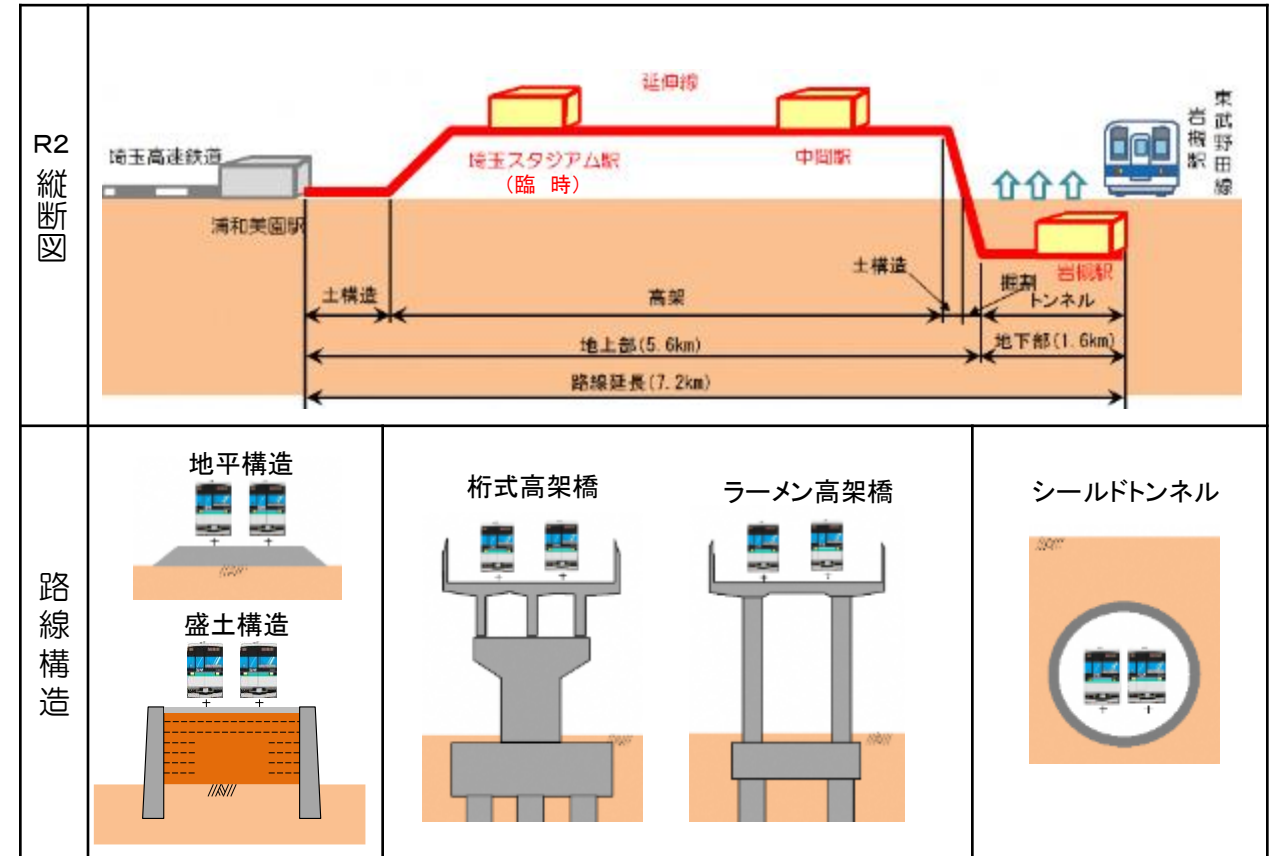 R2縦断図
延伸線
埼玉高速鉄道
埼玉スタジアム駅
(臨 時)
中間駅
東武野田線
岩槻駅
浦和美園駅
岩槻駅
土構造
高架
土構造
掘割
トンネル
地上部(5.6km)
地下部(1.6km)
路線延長(7.2km)
路線構造
地平構造
盛土構造
桁式高架橋
ラーメン高架橋
シールドトンネル